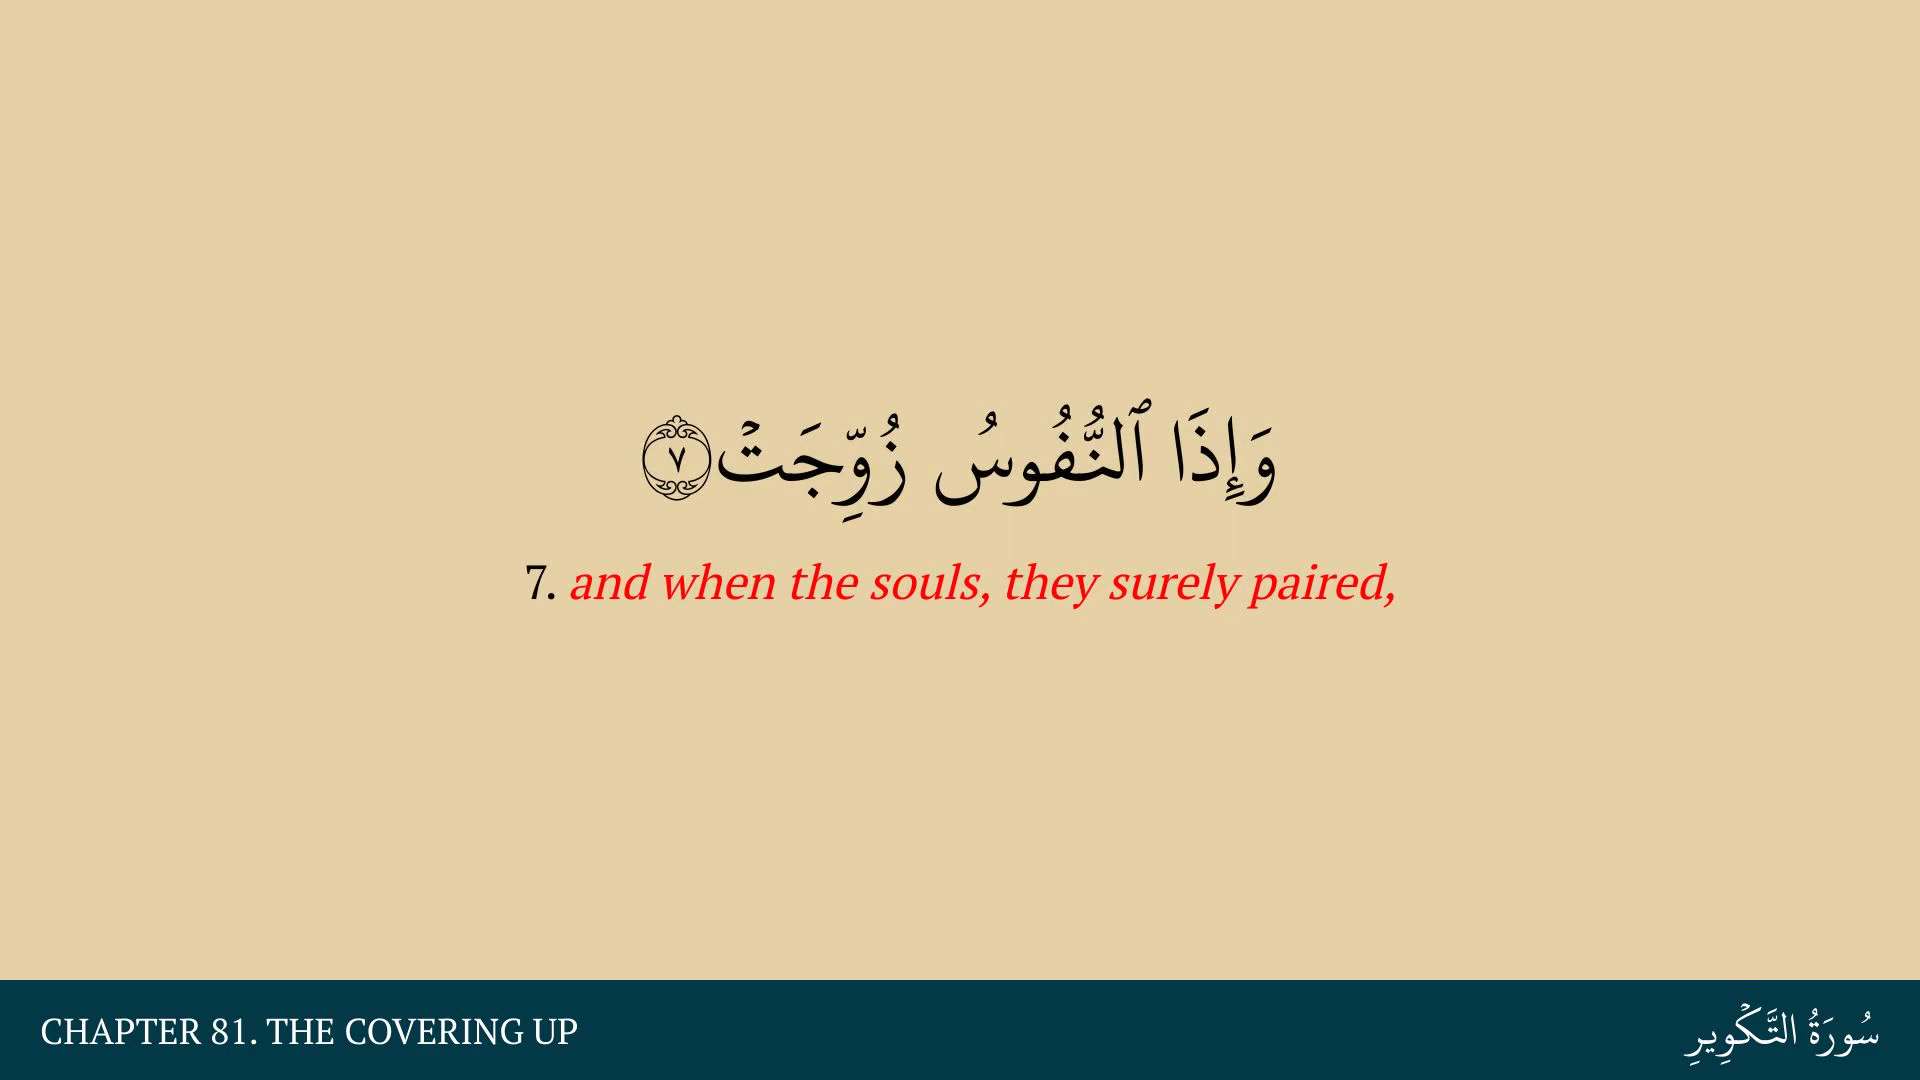 وَإِذَا ٱلنُّفُوسُ زُوِّجَتۡ ٧
7. and when the souls, they surely paired,
CHAPTER 81. THE COVERING UP
سُورَةُ التَّكۡوِيرِ